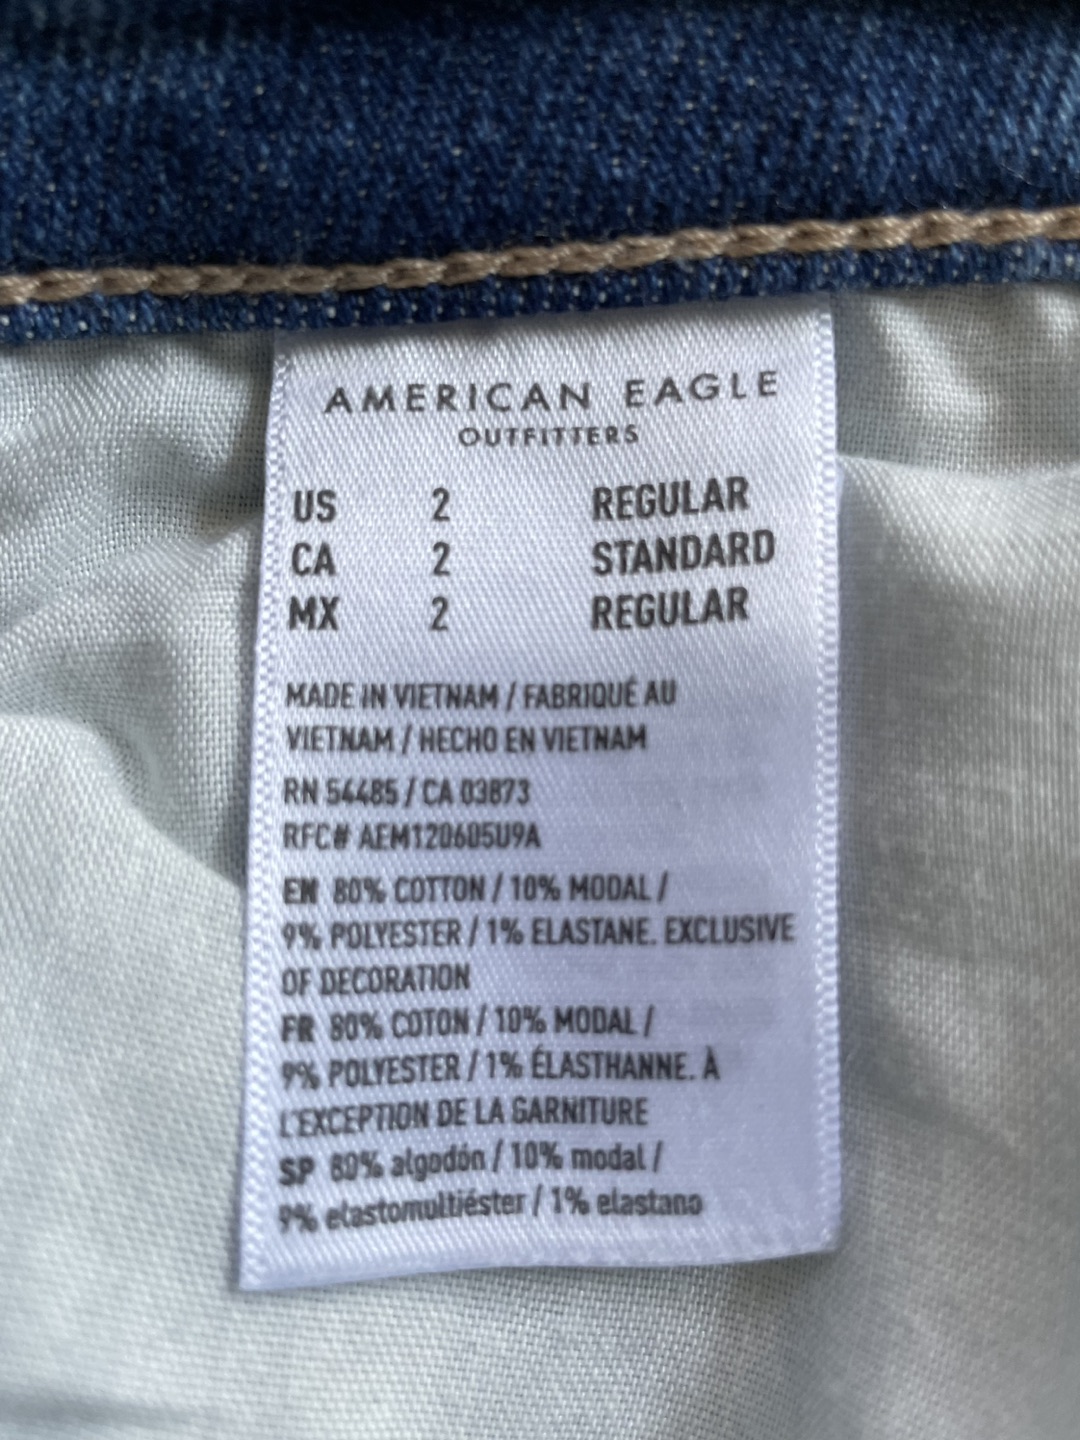 AMERICAN EAGLE
OUTFITTERS
US 2 REGULAR
CA 2 STANDARD
MX 2 REGULAR
MADE IN VIETNAM / FABRIQUÉ AU
VIETNAM / HECHO EN VIETNAM
RN 54485 / CA 03873
RFC# AEM120605U9A
EN 80% COTTON / 10% MODAL /
9% POLYESTER / 1% ELASTANE. EXCLUSIVE
OF DECORATION
FR 80% COTON / 10% MODAL /
9% POLYESTER / 1% ÉLASTHANNE. À
L'EXCEPTION DE LA GARNITURE
SP 80% algodón / 10% modal /
9% elastomultiéster / 1% elastano